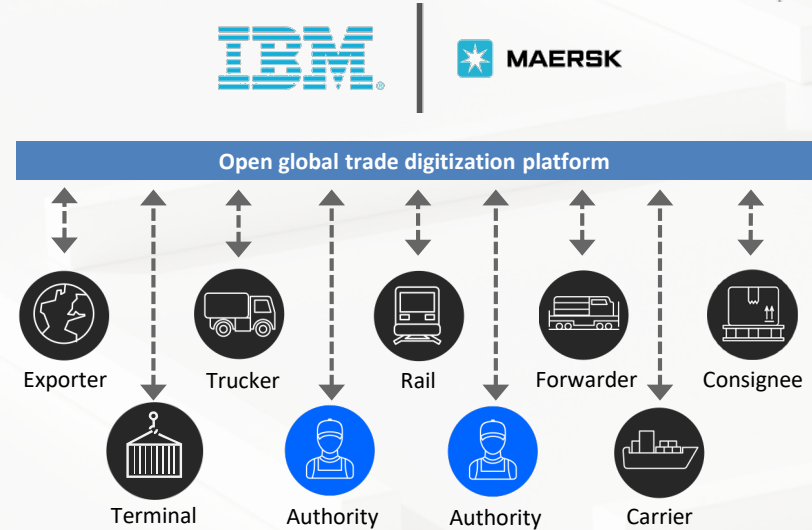 IBM®
MAERSK
Open global trade digitization platform
Exporter
Trucker
Rail
Forwarder
Consignee
Terminal
Authority
Authority
Carrier